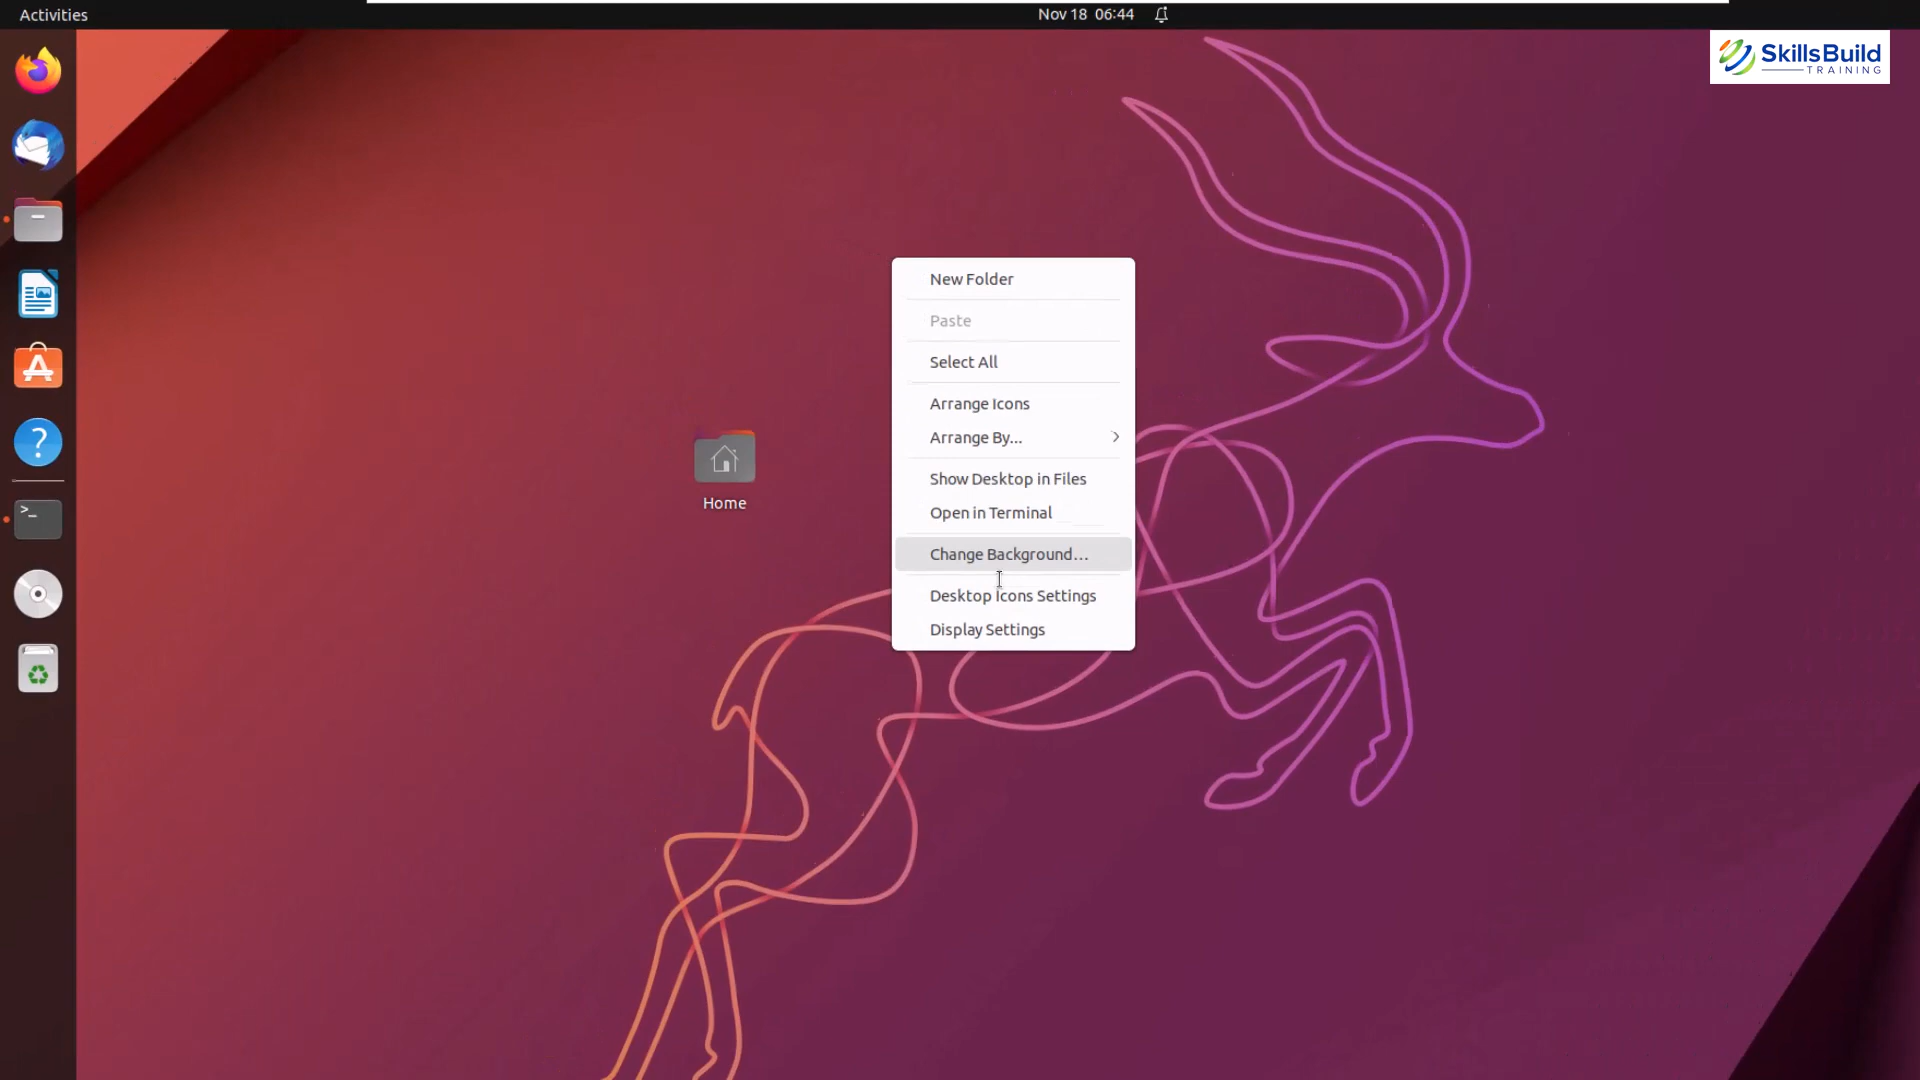 Activities
Nov 18 06:44
SkillsBuild
TRAINING
New Folder
Paste
Select All
Arrange Icons
Arrange By...
Show Desktop in Files
Open in Terminal
Change Background…
Desktop Icons Settings
Display Settings
Home